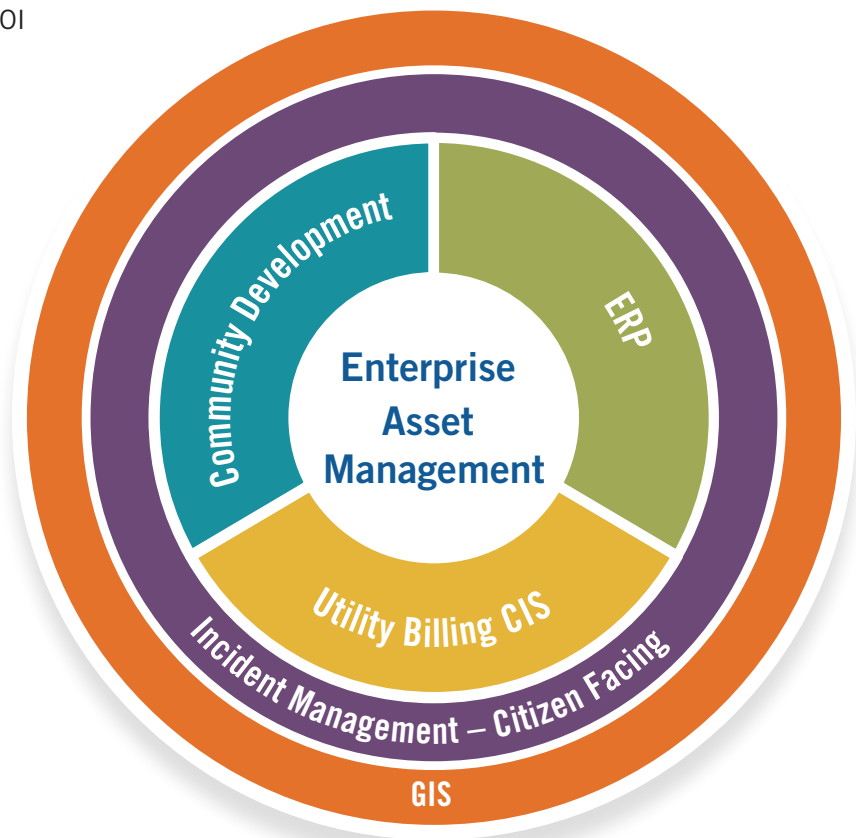 OI
Community Development
ERP
Enterprise
Asset
Management
Utility Billing CIS
Incident Management – Citizen Facing
GIS